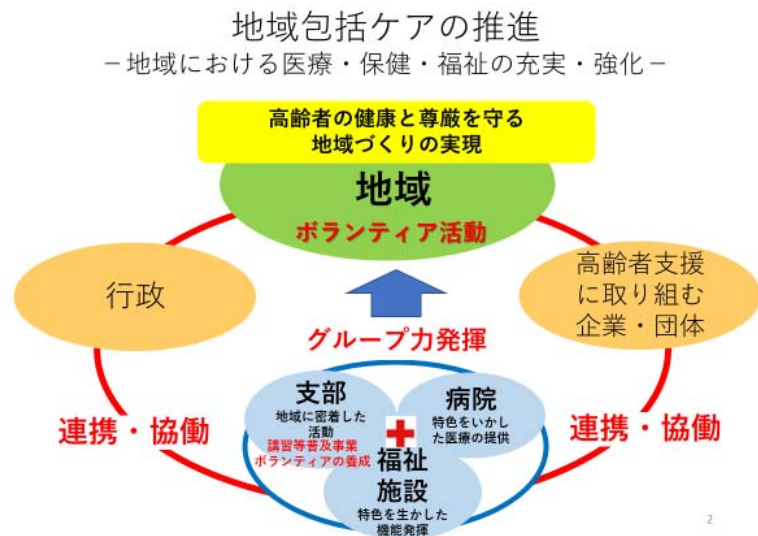 地域包括ケアの推進
－地域における医療・保健・福祉の充実・強化－
高齢者の健康と尊厳を守る
地域づくりの実現
地域
ボランティア活動
行政
高齢者支援
に取り組む
企業・団体
グループ力発揮
連携・協働
連携・協働
支部
地域に密着した
活動
講習等普及事業
ボランティアの養成
病院
特色をいかし
た医療の提供
福祉
施設
特色を生かした
機能発揮
2